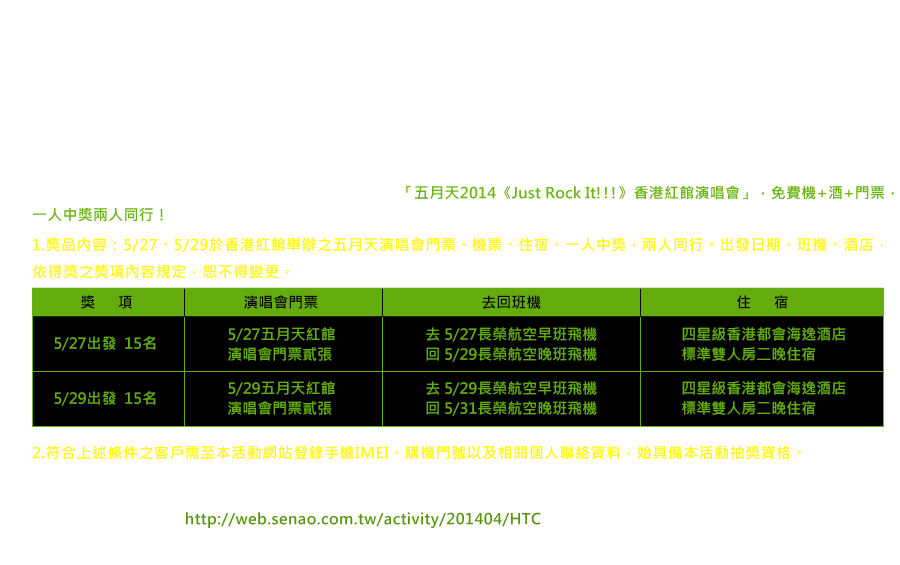 「五月天2014《Just Rock It!!!》香港紅館演唱會」，免費機+酒+門票，
一人中獎兩人同行！
1.獎品內容：5/27、5/29於香港紅館舉辦之五月天演唱會門票、機票、住宿。一人中獎，兩人同行。出發日期、班機、酒店，
依得獎之獎項內容規定，恕不得變更。
獎 項 演唱會門票 去回班機 住 宿
5/27出發 15名 5/27五月天紅館 演唱會門票貳張 去 5/27長榮航空早班飛機 回 5/29長榮航空晚班飛機 四星級香港都會海逸酒店 標準雙人房二晚住宿
5/29出發 15名 5/29五月天紅館 演唱會門票貳張 去 5/29長榮航空早班飛機 回 5/31長榮航空晚班飛機 四星級香港都會海逸酒店 標準雙人房二晚住宿
2.符合上述條件之客戶需至本活動網站登錄手機IMEI、購機門號以及相關個人聯絡資料，始具備本活動抽獎資格。
http://web.senao.com.tw/activity/201404/HTC